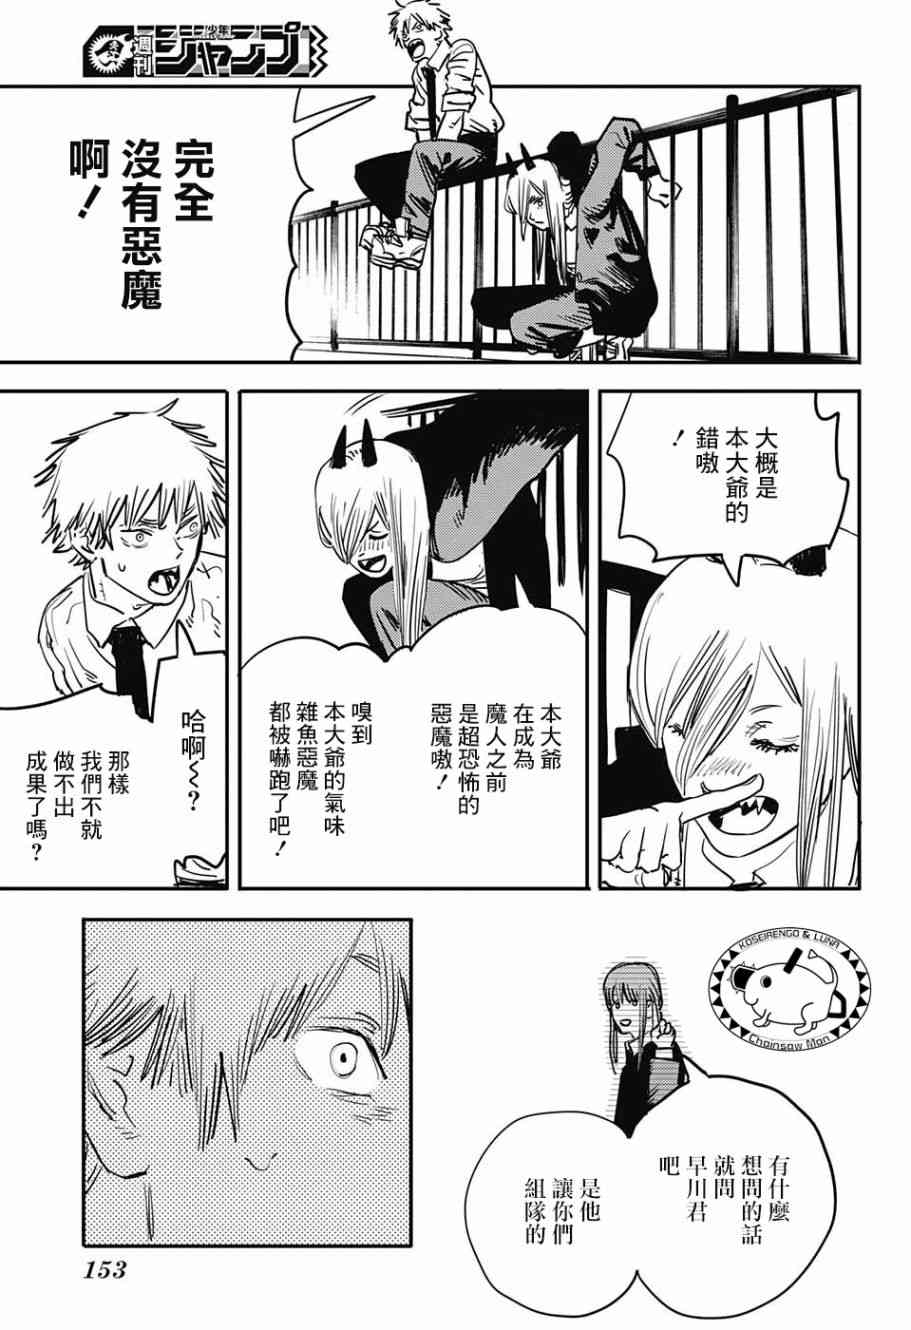 週刊
少年
ジャンプ
完全
沒有惡魔
啊！
大概是
本大爺的
錯嗷
！
本大爺
在成為
魔人之前
是超恐怖的
惡魔嗷！
嗅到
本大爺的氣味
雜魚惡魔
都被嚇跑了吧！
哈啊～？
那樣
我們不就
做不出
成果了嗎？
KOSEIRENGO & LUNA
Chainsaw Man
有什麼
想問的話
就問
早川君
吧
是他
讓你們
組隊的
153